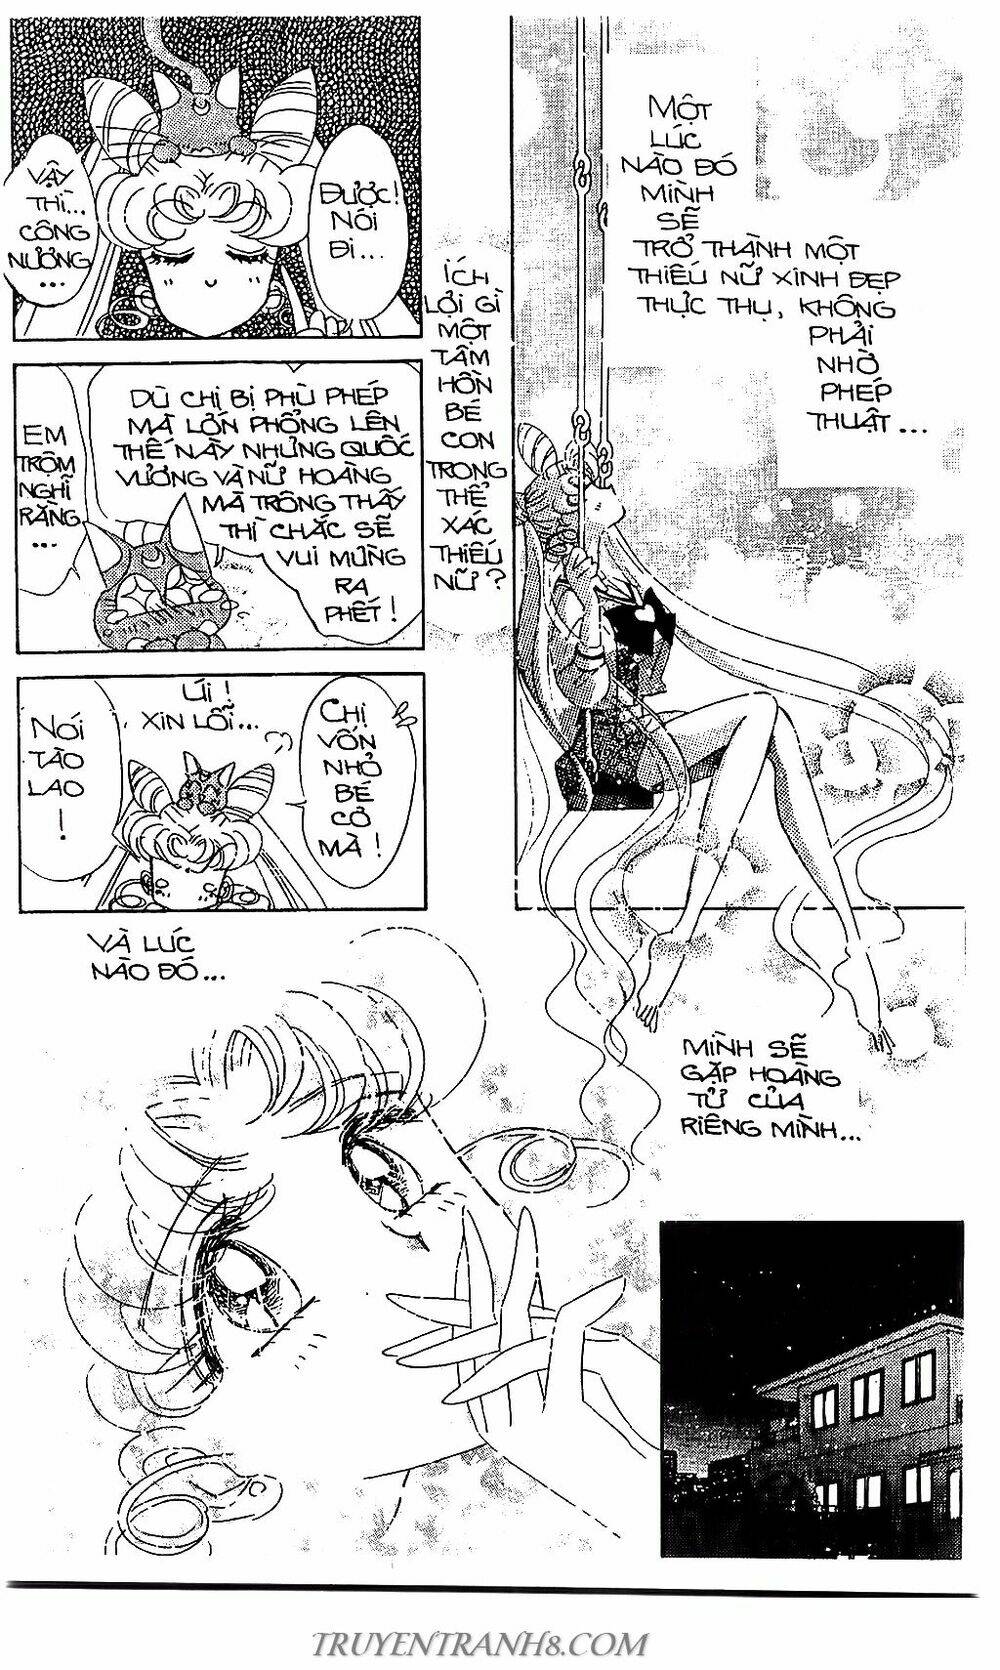 VẬY
THÌ...
CÔNG
NƯƠNG
...
ĐƯỢC!
NÓI
ĐI...
EM
TRỘM
NGHĨ
RẰNG
...
DÙ CHỊ BỊ PHÙ PHÉP
MÀ LỚN PHỔNG LÊN
THẾ NÀY NHƯNG QUỐC
VƯƠNG VÀ NỮ HOÀNG
MÀ TRÔNG THẤY
THÌ CHẮC SẼ
VUI MỪNG
RA
PHẾT!
NÓI
TÀO
LAO
!
ÚI!
XIN LỖI...
CHỊ
VỐN
NHỎ
BÉ
CƠ
MÀ!
ÍCH
LỢI GÌ
MỘT
TÂM
HỒN
BÉ
CON
TRONG
THỂ
XÁC
THIẾU
NỮ?
MỘT
LÚC
NÀO ĐÓ
MÌNH
SẼ
TRỞ THÀNH MỘT
THIẾU NỮ XINH ĐẸP
THỰC THỤ, KHÔNG
PHẢI
NHỜ
PHÉP
THUẬT...
VÀ LÚC
NÀO ĐÓ...
MÌNH SẼ
GẶP HOÀNG
TỬ CỦA
RIÊNG MÌNH...
TRUYENTRANH8.COM